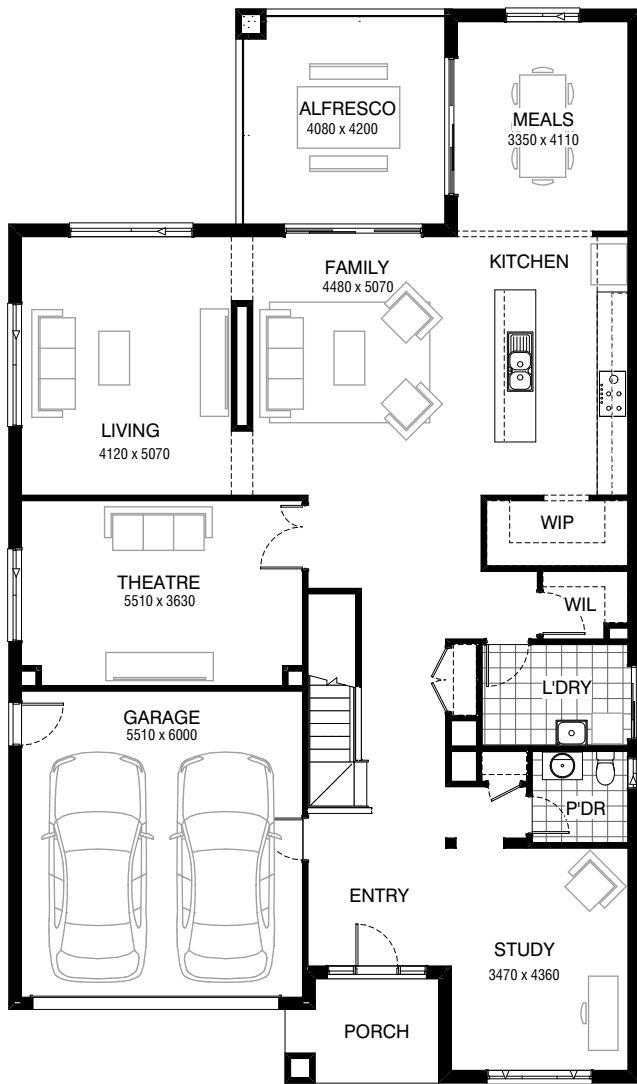 ALFRESCO
4080 x 4200
MEALS
3350 x 4110
FAMILY
4480 x 5070
KITCHEN
LIVING
4120 x 5070
WIP
THEATRE
5510 x 3630
WIL
L'DRY
GARAGE
5510 x 6000
P'DR
ENTRY
STUDY
3470 x 4360
PORCH